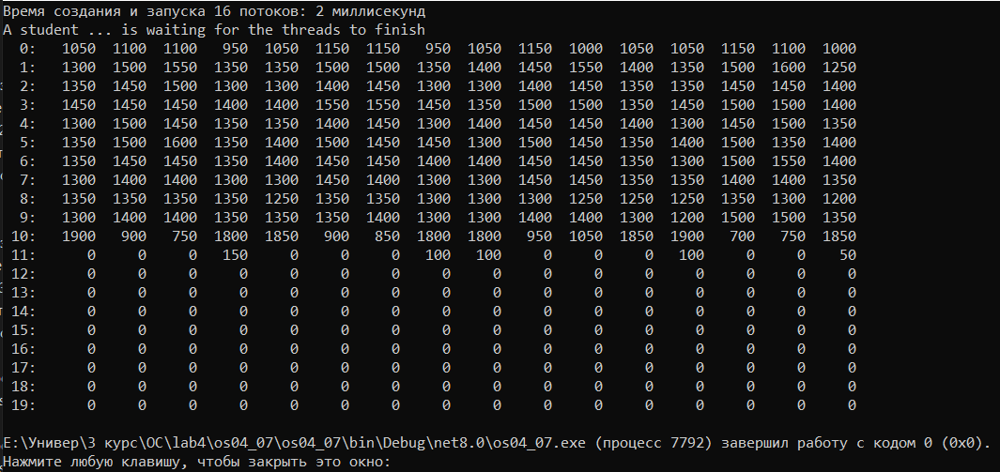 Время создания и запуска 16 потоков: 2 миллисекунд
A student ... is waiting for the threads to finish
0: 1050 1100 1100 950 1050 1150 1150 950 1050 1150 1000 1050 1050 1150 1100 1000
1: 1300 1500 1550 1350 1350 1500 1500 1350 1400 1450 1550 1400 1350 1500 1600 1250
2: 1350 1450 1500 1300 1300 1400 1450 1300 1300 1400 1450 1350 1350 1450 1450 1400
3: 1450 1450 1450 1400 1400 1550 1550 1450 1350 1500 1500 1350 1450 1500 1450 1400
4: 1300 1500 1450 1350 1350 1400 1450 1300 1400 1450 1450 1400 1300 1450 1500 1350
5: 1350 1500 1600 1350 1400 1500 1450 1450 1300 1500 1450 1350 1400 1500 1350 1400
6: 1350 1450 1450 1350 1400 1400 1450 1400 1400 1450 1350 1350 1300 1500 1550 1400
7: 1300 1400 1400 1300 1300 1450 1400 1300 1300 1450 1450 1350 1400 1400 1400 1350
8: 1350 1350 1350 1350 1250 1350 1350 1300 1300 1300 1250 1250 1250 1350 1300 1200
9: 1300 1400 1400 1350 1350 1350 1400 1300 1300 1400 1400 1300 1200 1500 1500 1350
10: 1900 900 750 1800 1850 900 850 1800 1800 950 1050 1850 1900 700 750 1850
11: 0 0 0 150 0 0 0 100 100 0 0 0 100 0 0 50
12: 0 0 0 0 0 0 0 0 0 0 0 0 0 0 0 0
13: 0 0 0 0 0 0 0 0 0 0 0 0 0 0 0 0
14: 0 0 0 0 0 0 0 0 0 0 0 0 0 0 0 0
15: 0 0 0 0 0 0 0 0 0 0 0 0 0 0 0 0
16: 0 0 0 0 0 0 0 0 0 0 0 0 0 0 0 0
17: 0 0 0 0 0 0 0 0 0 0 0 0 0 0 0 0
18: 0 0 0 0 0 0 0 0 0 0 0 0 0 0 0 0
19: 0 0 0 0 0 0 0 0 0 0 0 0 0 0 0 0
E:\Универ\3 курс\ОС\lab4\os04_07\os04_07\bin\Debug\net8.0\os04_07.exe (процесс 7792) завершил работу с кодом 0 (0x0).
Нажмите любую клавишу, чтобы закрыть это окно: